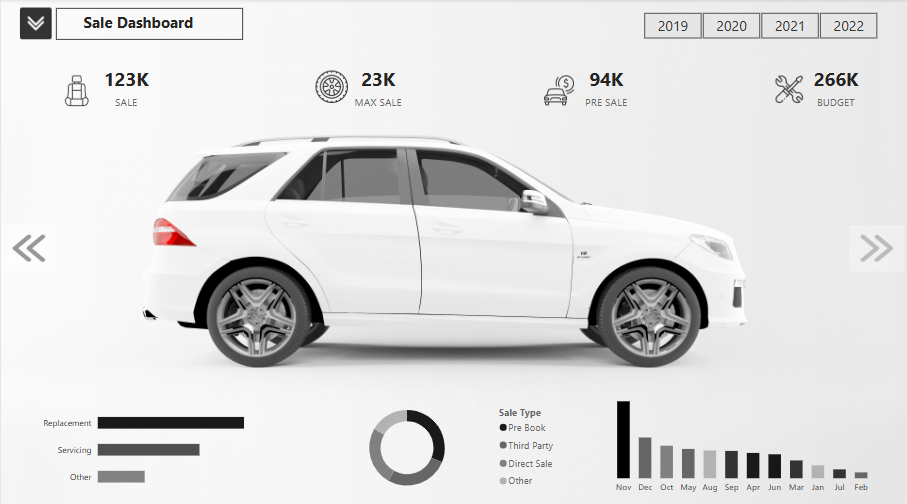 Sale Dashboard
2019 2020 2021 2022
123K 23K 94K 266K
SALE MAX SALE PRE SALE BUDGET
Replacement
Servicing
Other
Sale Type
Pre Book
Third Party
Direct Sale
Other
Nov Dec Oct May Aug Sep Apr Jun Mar Jan Jul Feb